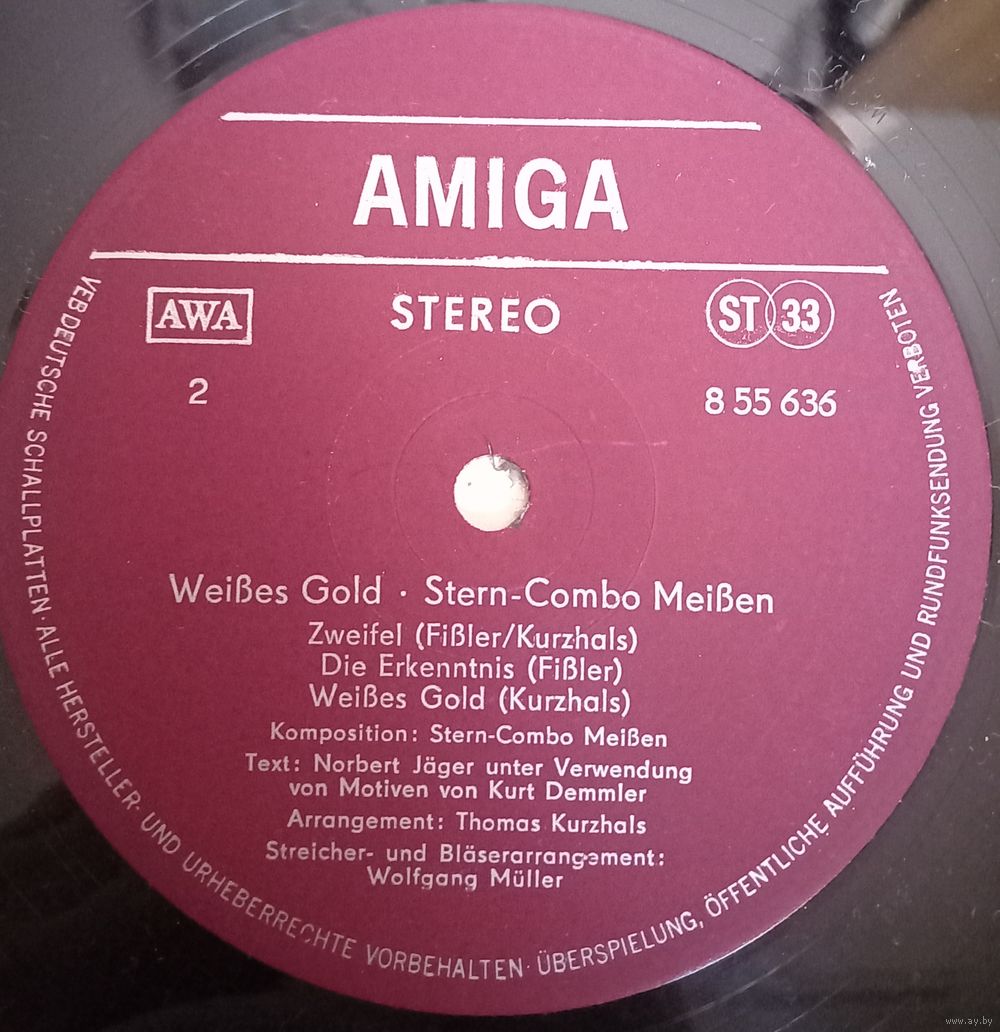 AMIGA
AWA
STEREO
ST 33
2
8 55 636
Weißes Gold · Stern-Combo Meißen
Zweifel (Fißler/Kurzhals)
Die Erkenntnis (Fißler)
Weißes Gold (Kurzhals)
Komposition: Stern-Combo Meißen
Text: Norbert Jäger unter Verwendung
von Motiven von Kurt Demmler
Arrangement: Thomas Kurzhals
Streicher- und Bläserarrangement:
Wolfgang Müller
VEB DEUTSCHE SCHALLPLATTEN · ALLE HERSTELLER- UND URHEBERRECHTE VORBEHALTEN · ÜBERSPIELUNG, ÖFFENTLICHE AUFFÜHRUNG UND RUNDFUNKSENDUNG VERBOTEN
www.ay.by